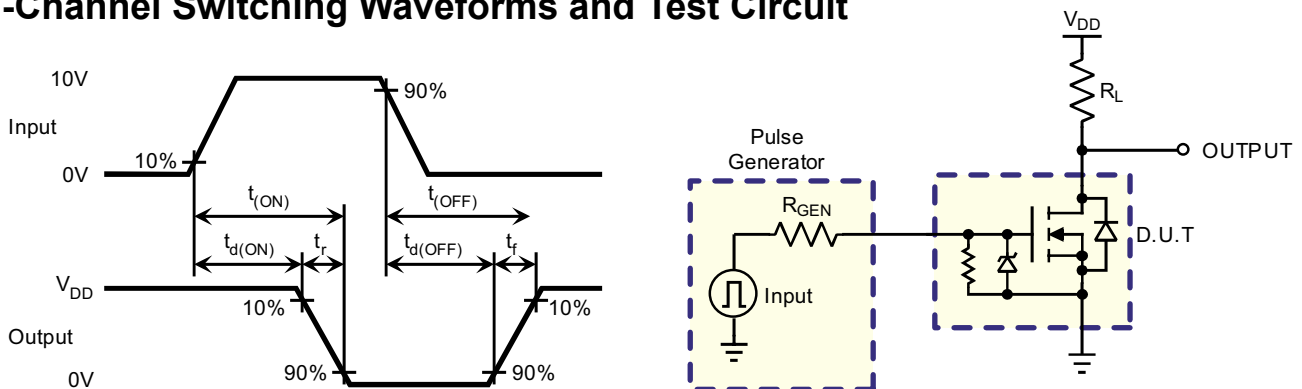 -Channel Switching Waveforms and Test Circuit
10V
Input
0V
10%
90%
t(ON)
t(OFF)
td(ON)
tr
td(OFF)
tf
VDD
Output
0V
10%
90%
10%
90%
Pulse
Generator
RGEN
Input
VDD
RL
OUTPUT
D.U.T